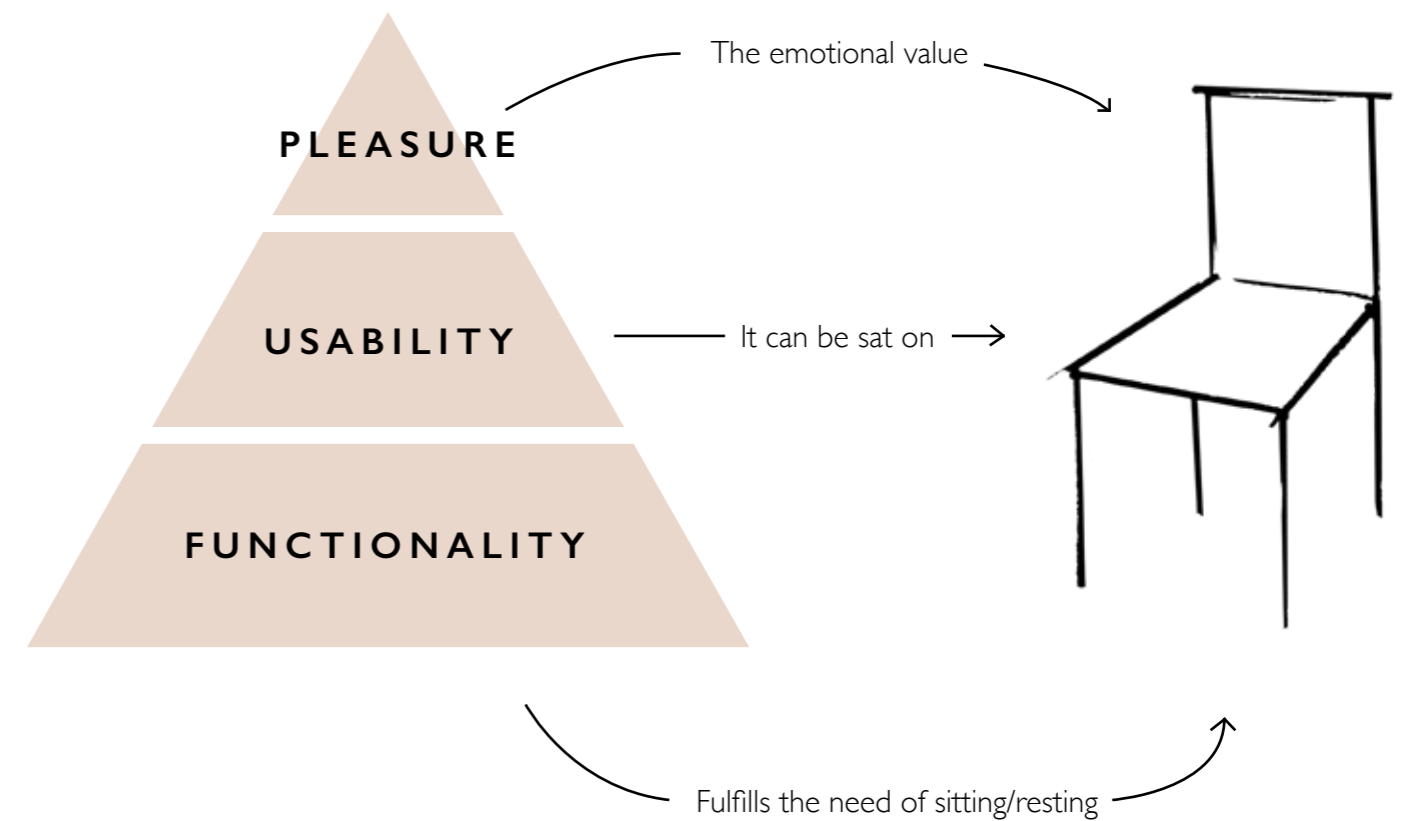 The emotional value
PLEASURE
USABILITY
It can be sat on
FUNCTIONALITY
Fulfills the need of sitting/resting